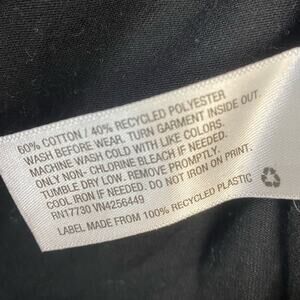 60% COTTON / 40% RECYCLED POLYESTER
WASH BEFORE WEAR. TURN GARMENT INSIDE OUT.
MACHINE WASH COLD WITH LIKE COLORS.
ONLY NON- CHLORINE BLEACH IF NEEDED.
TUMBLE DRY LOW. REMOVE PROMPTLY.
COOL IRON IF NEEDED. DO NOT IRON ON PRINT.
RN17730 VN4256449
LABEL MADE FROM 100% RECYCLED PLASTIC